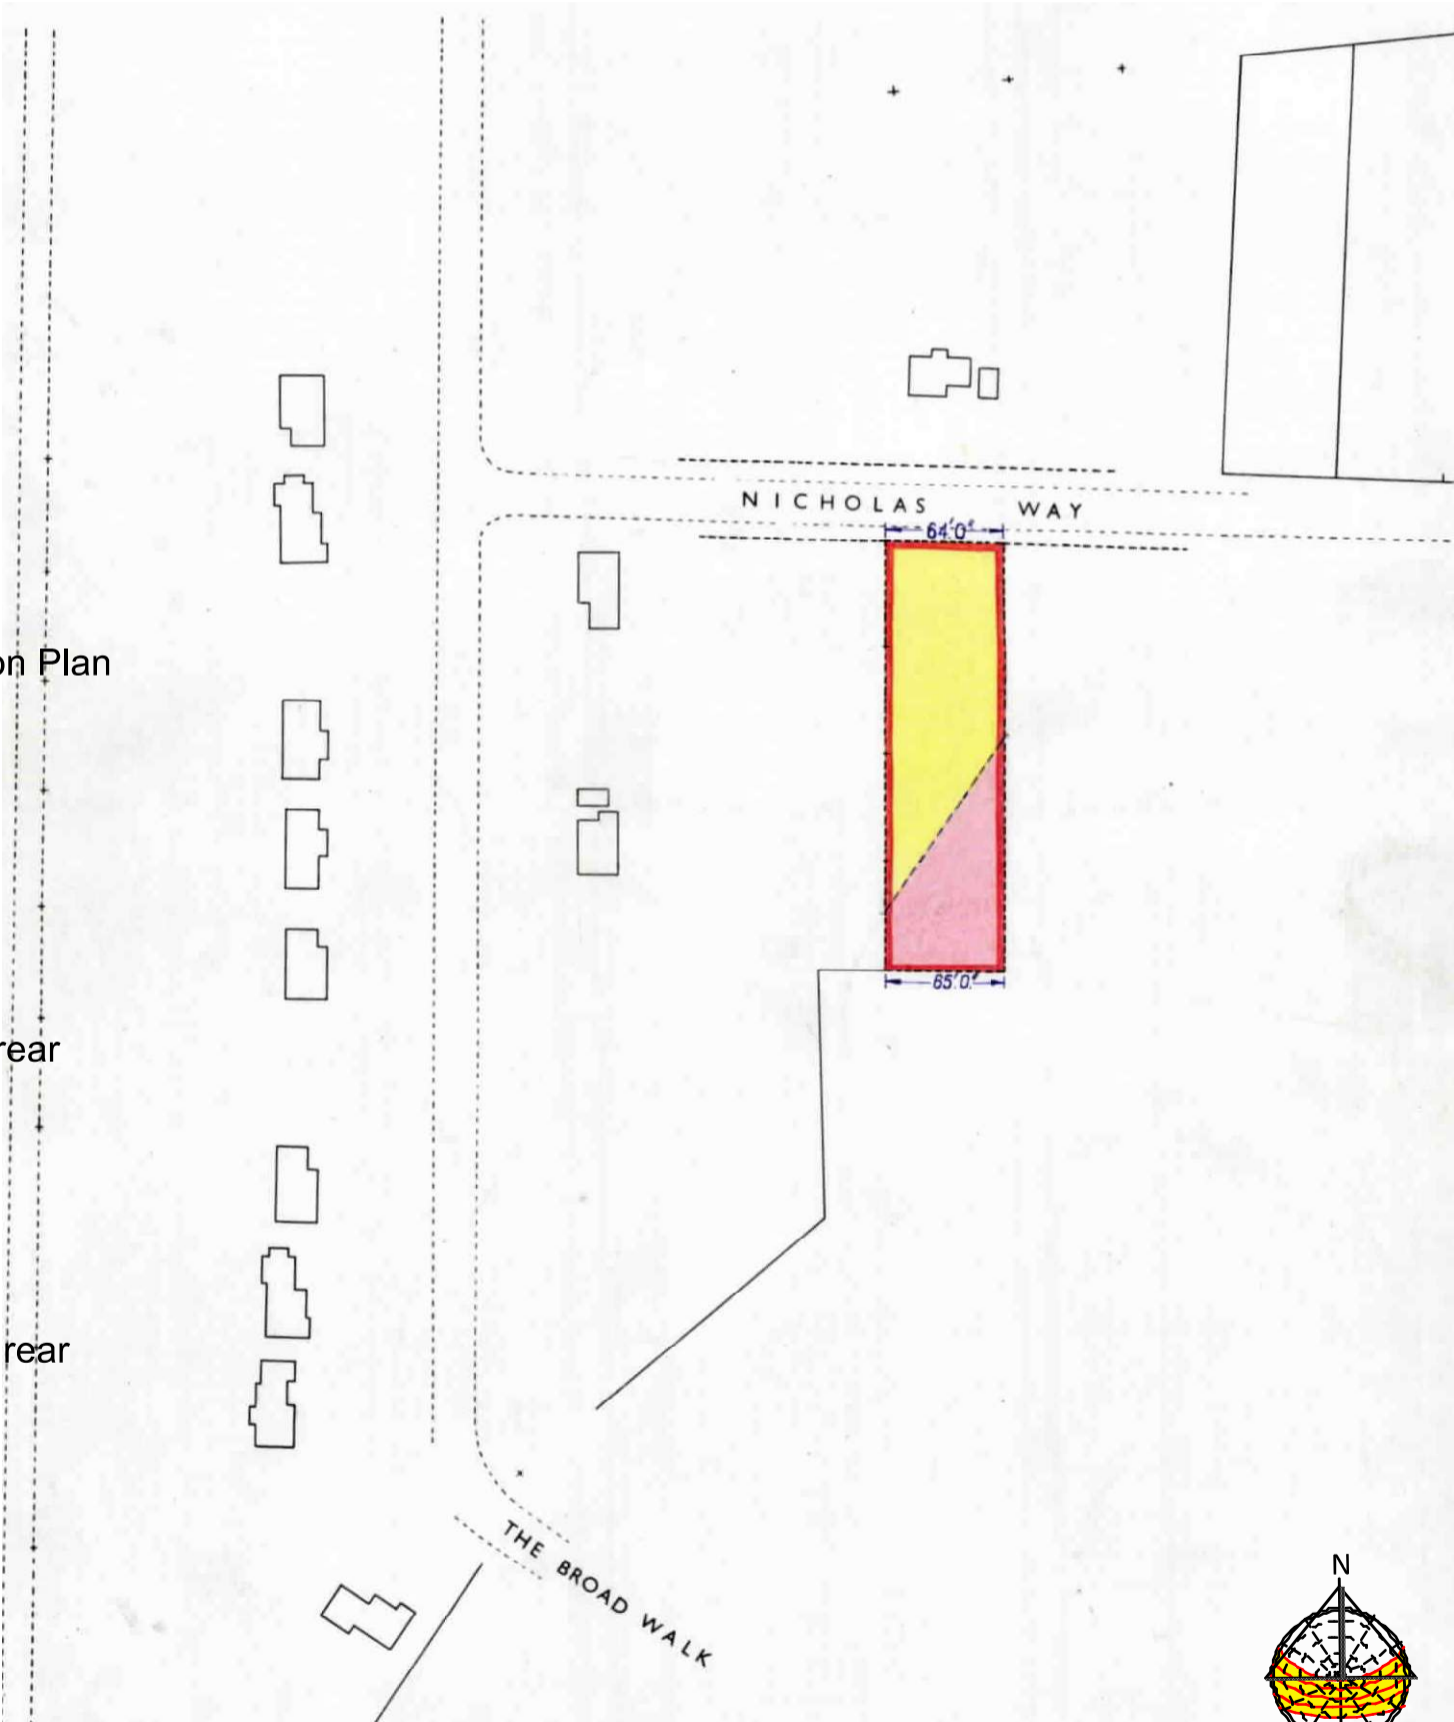 NICHOLAS WAY
64'.0"
on Plan
65'.0"
rear
rear
THE BROAD WALK
N